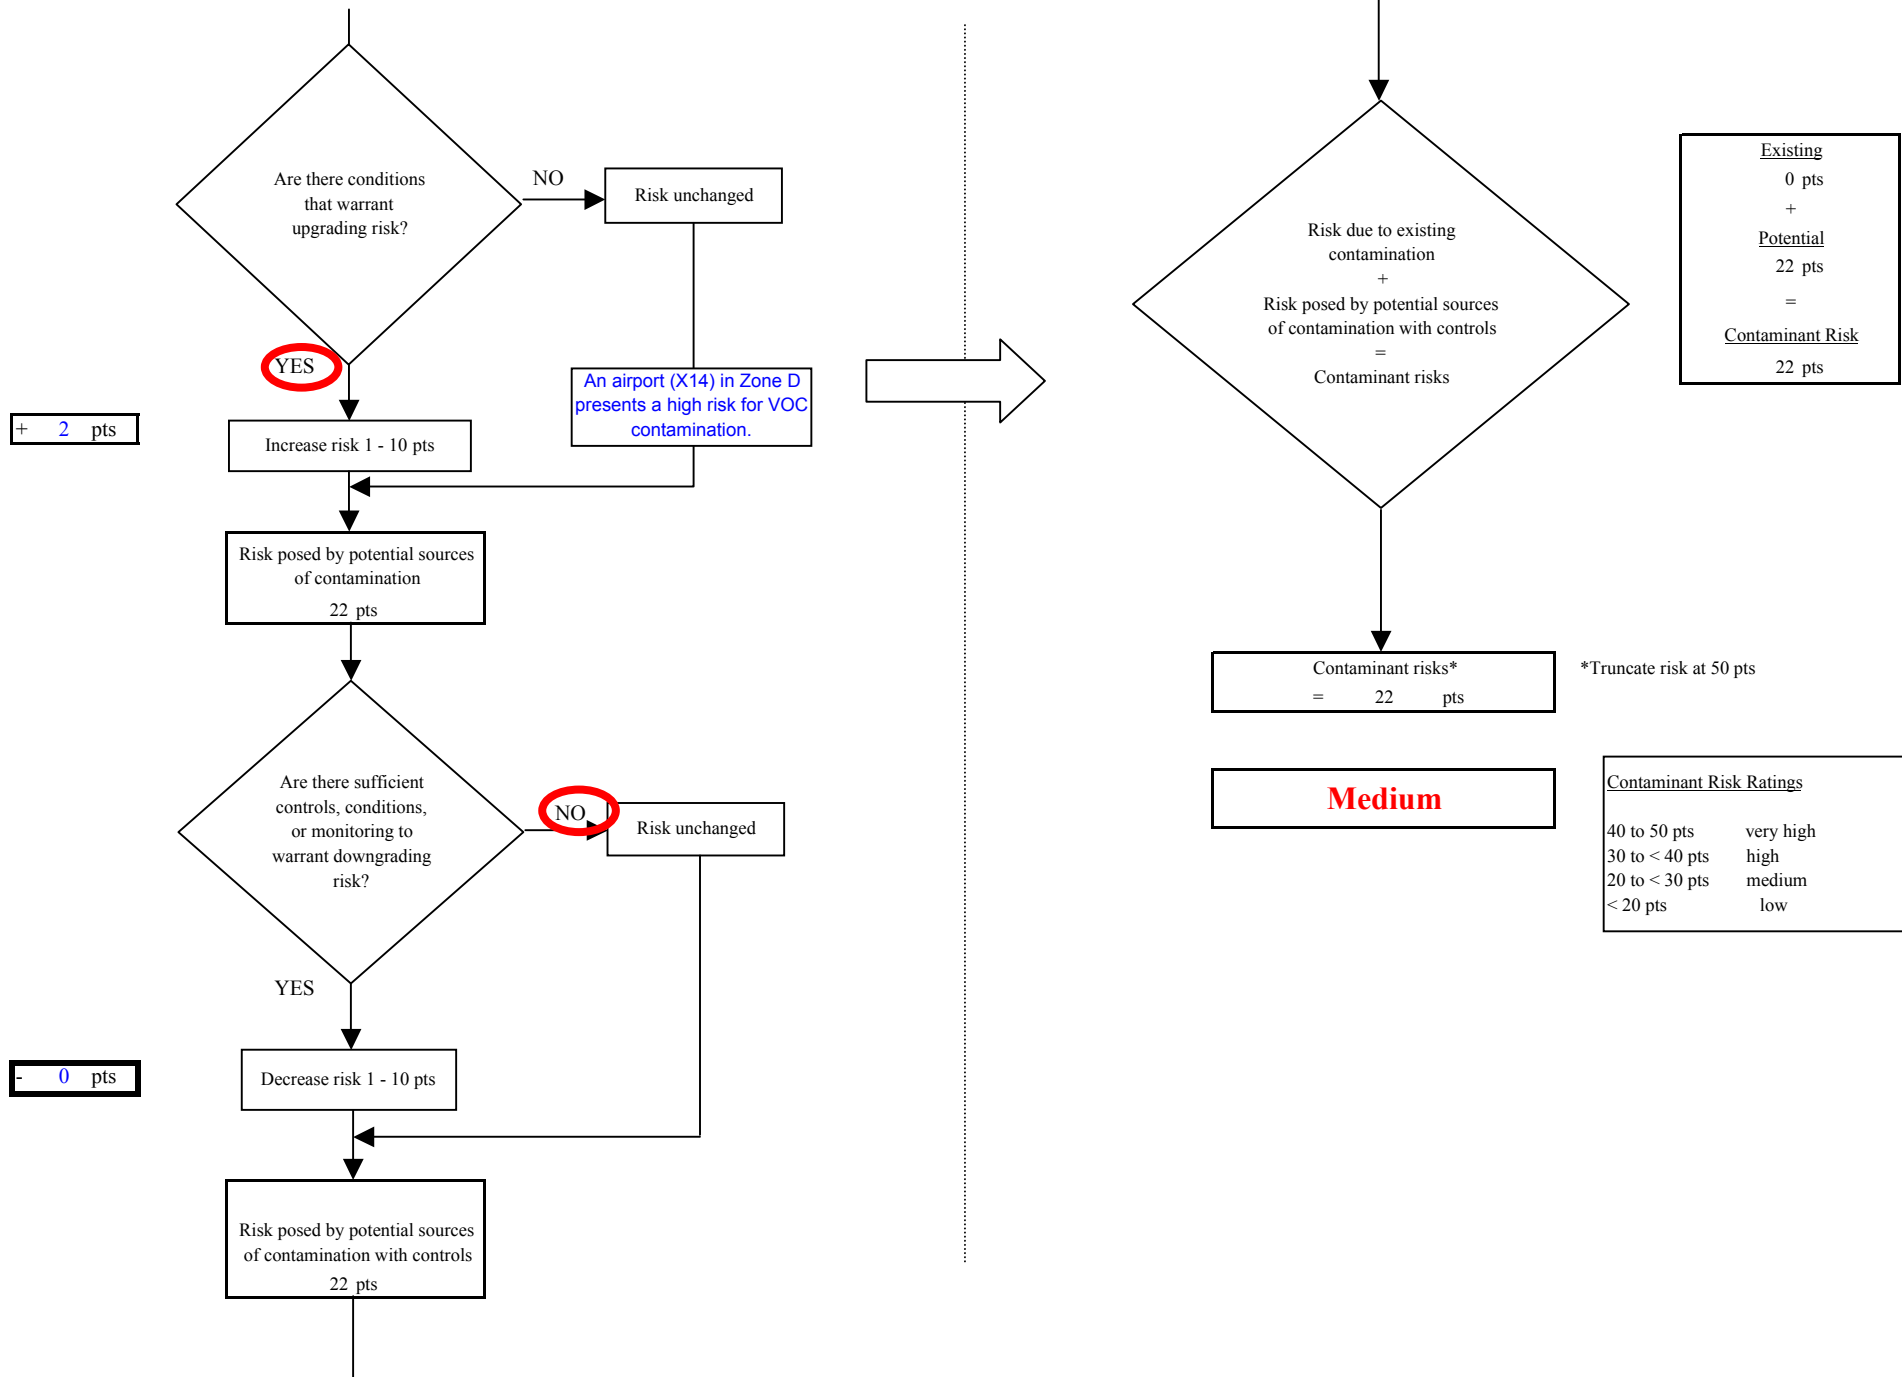 Are there conditions
that warrant
upgrading risk?
NO
Risk unchanged
YES
An airport (X14) in Zone D
presents a high risk for VOC
contamination.
+ 2 pts
Increase risk 1 - 10 pts
Risk posed by potential sources
of contamination
22 pts
Are there sufficient
controls, conditions,
or monitoring to
warrant downgrading
risk?
NO
Risk unchanged
YES
- 0 pts
Decrease risk 1 - 10 pts
Risk posed by potential sources
of contamination with controls
22 pts
Risk due to existing
contamination
+
Risk posed by potential sources
of contamination with controls
=
Contaminant risks
Existing
0 pts
+
Potential
22 pts
=
Contaminant Risk
22 pts
Contaminant risks*
= 22 pts
*Truncate risk at 50 pts
Medium
Contaminant Risk Ratings
40 to 50 pts very high
30 to < 40 pts high
20 to < 30 pts medium
< 20 pts low